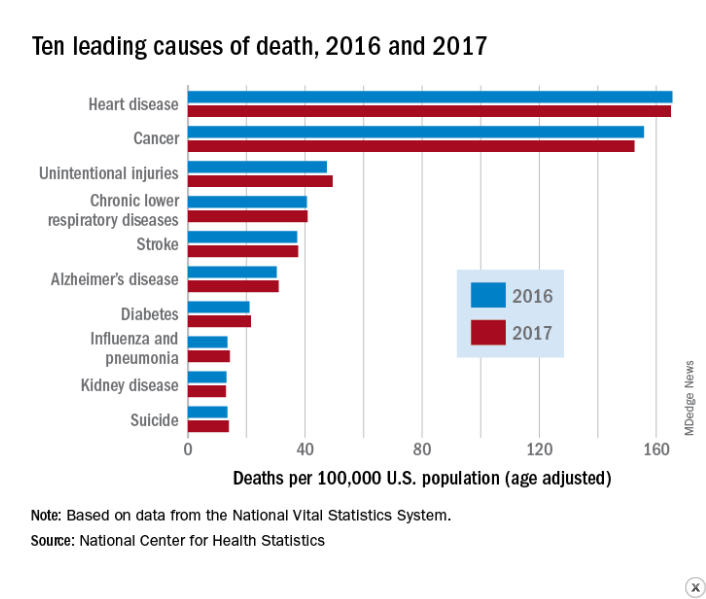 Ten leading causes of death, 2016 and 2017
Heart disease
Cancer
Unintentional injuries
Chronic lower
respiratory diseases
Stroke
Alzheimer's disease
Diabetes
Influenza and
pneumonia
Kidney disease
Suicide
2016
2017
0 40 80 120 160
Deaths per 100,000 U.S. population (age adjusted)
MDedge News
Note: Based on data from the National Vital Statistics System.
Source: National Center for Health Statistics
X